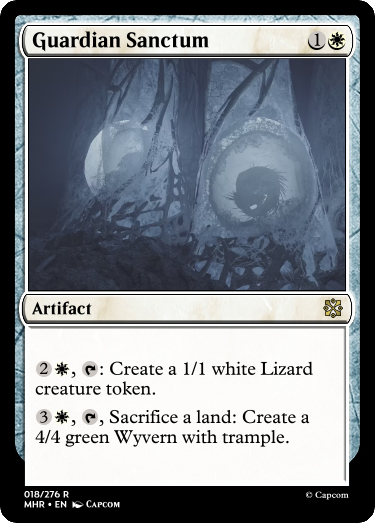 Guardian Sanctum 1
Artifact
2 , : Create a 1/1 white Lizard
creature token.
3 , , Sacrifice a land: Create a
4/4 green Wyvern with trample.
018/276 R
MHR • EN Capcom
© Capcom